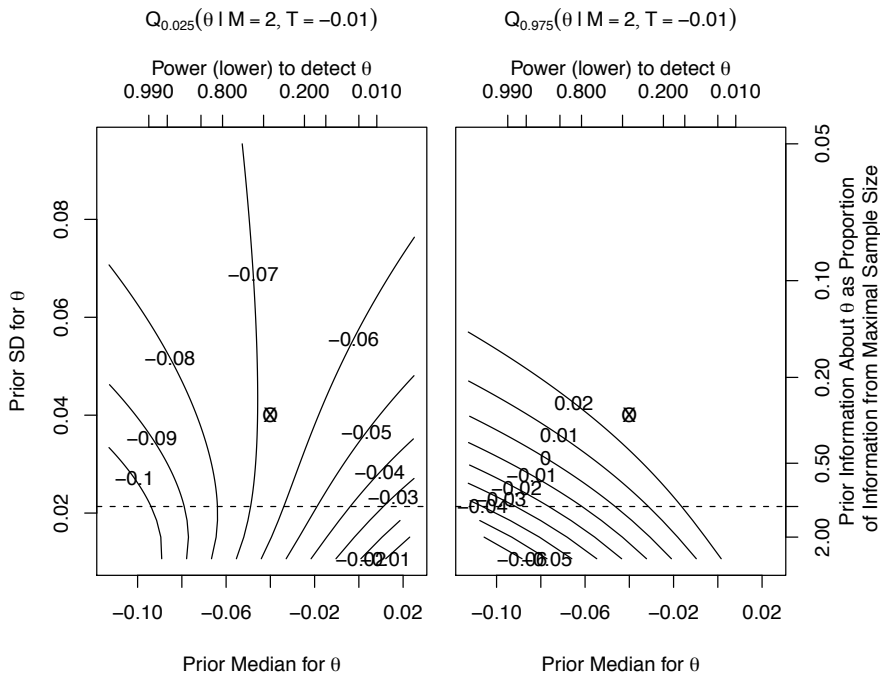 Q0.025(θ | M = 2, T = −0.01)
Power (lower) to detect θ
0.990 0.800 0.200 0.010
Prior SD for θ
0.08
0.06
0.04
0.02
−0.07
−0.06
−0.08
−0.05
−0.09
−0.04
−0.1
−0.03
−0.02
−0.01
−0.10 −0.06 −0.02 0.02
Prior Median for θ
Q0.975(θ | M = 2, T = −0.01)
Power (lower) to detect θ
0.990 0.800 0.200 0.010
0.02
0.01
0
−0.01
−0.02
−0.03
−0.04
−0.06
−0.05
0.05
0.10
0.20
0.50
2.00
Prior Information About θ as Proportion
of Information from Maximal Sample Size
−0.10 −0.06 −0.02 0.02
Prior Median for θ